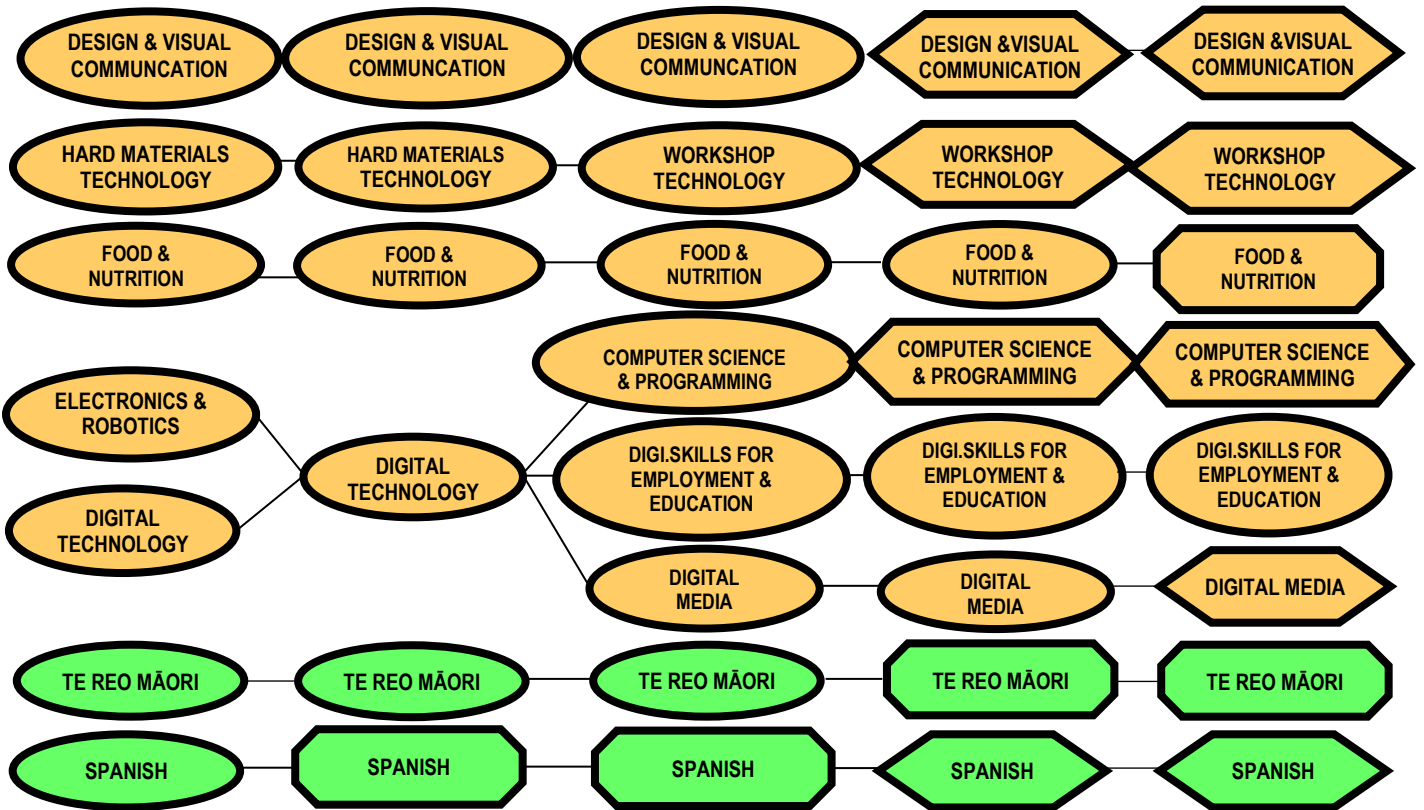 DESIGN & VISUAL
COMMUNCATION
DESIGN & VISUAL
COMMUNCATION
DESIGN & VISUAL
COMMUNCATION
DESIGN &VISUAL
COMMUNICATION
DESIGN &VISUAL
COMMUNICATION
HARD MATERIALS
TECHNOLOGY
HARD MATERIALS
TECHNOLOGY
WORKSHOP
TECHNOLOGY
WORKSHOP
TECHNOLOGY
WORKSHOP
TECHNOLOGY
FOOD &
NUTRITION
FOOD &
NUTRITION
FOOD &
NUTRITION
FOOD &
NUTRITION
FOOD &
NUTRITION
COMPUTER SCIENCE
& PROGRAMMING
COMPUTER SCIENCE
& PROGRAMMING
COMPUTER SCIENCE
& PROGRAMMING
ELECTRONICS &
ROBOTICS
DIGITAL
TECHNOLOGY
DIGITAL
TECHNOLOGY
DIGI.SKILLS FOR
EMPLOYMENT &
EDUCATION
DIGI.SKILLS FOR
EMPLOYMENT &
EDUCATION
DIGI.SKILLS FOR
EMPLOYMENT &
EDUCATION
DIGITAL
MEDIA
DIGITAL
MEDIA
DIGITAL MEDIA
TE REO MĀORI
TE REO MĀORI
TE REO MĀORI
TE REO MĀORI
TE REO MĀORI
SPANISH
SPANISH
SPANISH
SPANISH
SPANISH